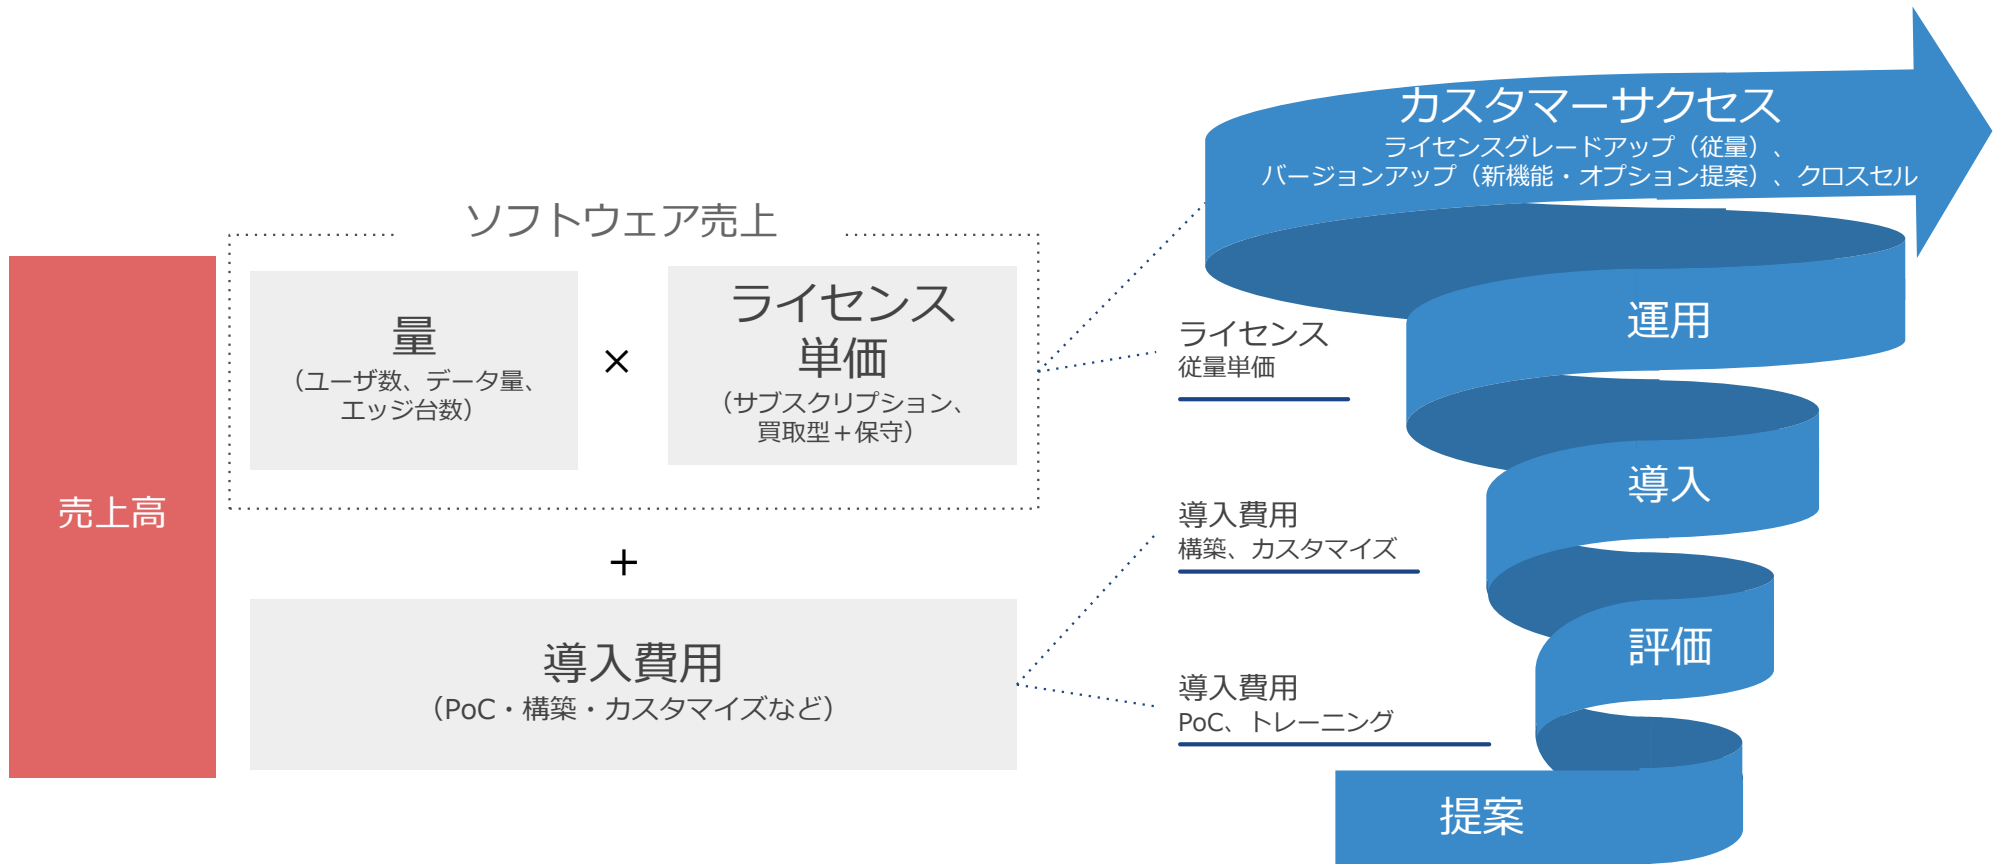 売上高
ソフトウェア売上
量
（ユーザ数、データ量、
エッジ台数）
×
ライセンス
単価
（サブスクリプション、
買取型＋保守）
＋
導入費用
（PoC・構築・カスタマイズなど）
ライセンス
従量単価
導入費用
構築、カスタマイズ
導入費用
PoC、トレーニング
カスタマーサクセス
ライセンスグレードアップ（従量）、
バージョンアップ（新機能・オプション提案）、クロスセル
運用
導入
評価
提案